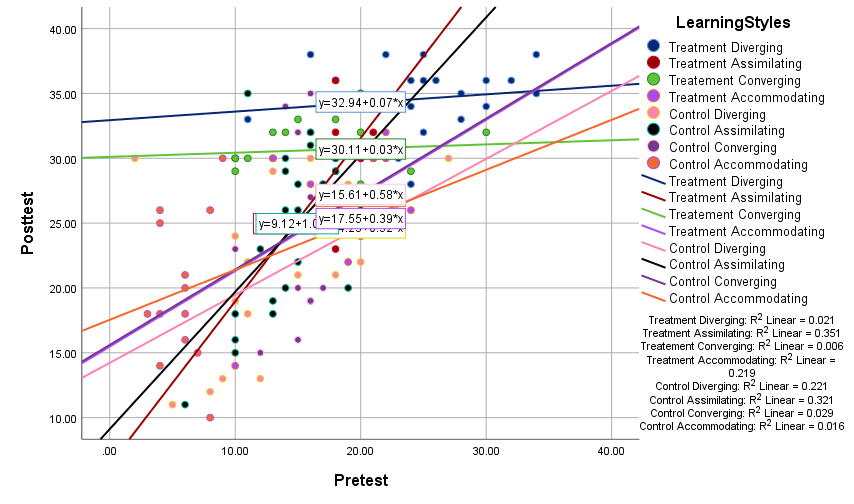 LearningStyles
Treatment Diverging
Treatment Assimilating
Treatement Converging
Treatment Accommodating
Control Diverging
Control Assimilating
Control Converging
Control Accommodating
Treatment Diverging
Treatment Assimilating
Treatement Converging
Treatment Accommodating
Control Diverging
Control Assimilating
Control Converging
Control Accommodating
Treatment Diverging: R² Linear = 0.021
Treatment Assimilating: R² Linear = 0.351
Treatement Converging: R² Linear = 0.006
Treatment Accommodating: R² Linear =
0.219
Control Diverging: R² Linear = 0.221
Control Assimilating: R² Linear = 0.321
Control Converging: R² Linear = 0.029
Control Accommodating: R² Linear = 0.016
40.00
35.00
30.00
25.00
20.00
15.00
10.00
Posttest
y=32.94+0.07*x
y=30.11+0.03*x
y=15.61+0.58*x
y=17.55+0.39*x
y=9.12+1.0
.00
10.00
20.00
30.00
40.00
Pretest